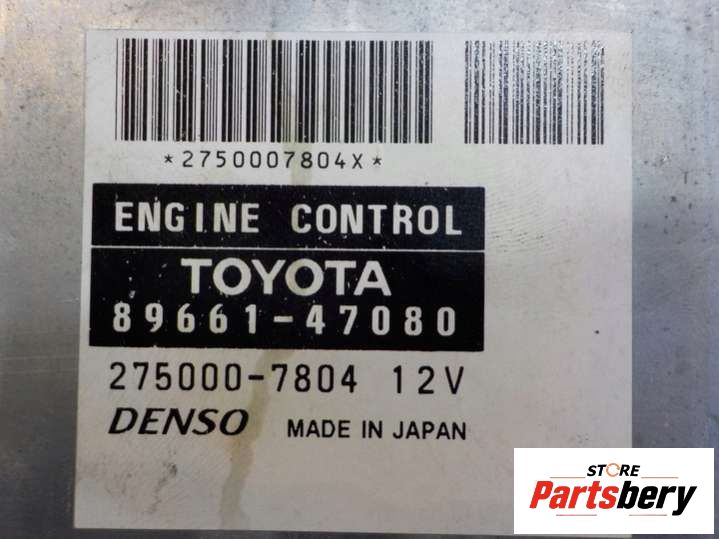 *2750007804X*
ENGINE CONTROL
TOYOTA
89661-47080
275000-7804 12V
DENSO MADE IN JAPAN
STORE
Partsbery